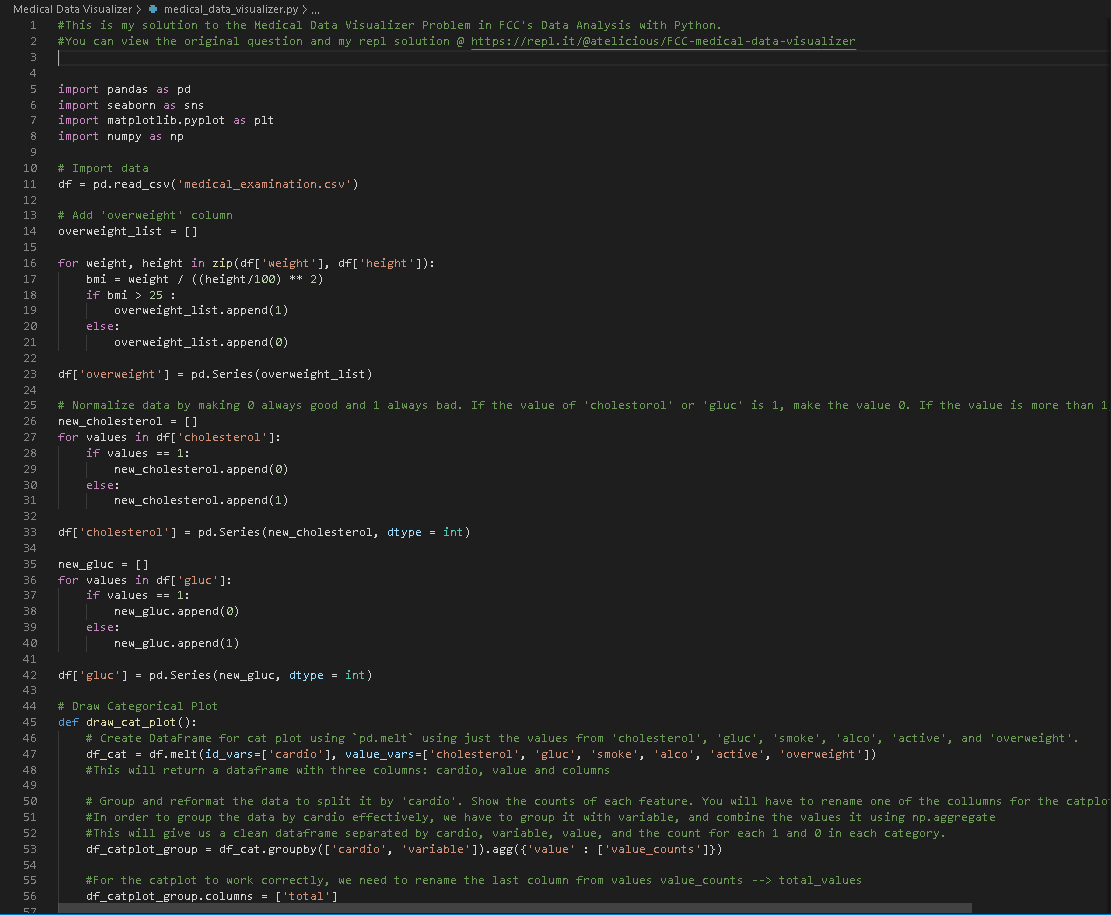 Medical Data Visualizer > medical_data_visualizer.py > ...
1 #This is my solution to the Medical Data Visualizer Problem in FCC's Data Analysis with Python.
2 #You can view the original question and my repl solution @ https://repl.it/@atelicious/FCC-medical-data-visualizer
3
4
5 import pandas as pd
6 import seaborn as sns
7 import matplotlib.pyplot as plt
8 import numpy as np
9
10 # Import data
11 df = pd.read_csv('medical_examination.csv')
12
13 # Add 'overweight' column
14 overweight_list = []
15
16 for weight, height in zip(df['weight'], df['height']):
17     bmi = weight / ((height/100) ** 2)
18     if bmi > 25 :
19         overweight_list.append(1)
20     else:
21         overweight_list.append(0)
22
23 df['overweight'] = pd.Series(overweight_list)
24
25 # Normalize data by making 0 always good and 1 always bad. If the value of 'cholestorol' or 'gluc' is 1, make the value 0. If the value is more than 1
26 new_cholesterol = []
27 for values in df['cholesterol']:
28     if values == 1:
29         new_cholesterol.append(0)
30     else:
31         new_cholesterol.append(1)
32
33 df['cholesterol'] = pd.Series(new_cholesterol, dtype = int)
34
35 new_gluc = []
36 for values in df['gluc']:
37     if values == 1:
38         new_gluc.append(0)
39     else:
40         new_gluc.append(1)
41
42 df['gluc'] = pd.Series(new_gluc, dtype = int)
43
44 # Draw Categorical Plot
45 def draw_cat_plot():
46     # Create DataFrame for cat plot using `pd.melt` using just the values from 'cholesterol', 'gluc', 'smoke', 'alco', 'active', and 'overweight'.
47     df_cat = df.melt(id_vars=['cardio'], value_vars=['cholesterol', 'gluc', 'smoke', 'alco', 'active', 'overweight'])
48     #This will return a dataframe with three columns: cardio, value and columns
49
50     # Group and reformat the data to split it by 'cardio'. Show the counts of each feature. You will have to rename one of the collumns for the catplo
51     #In order to group the data by cardio effectively, we have to group it with variable, and combine the values it using np.aggregate
52     #This will give us a clean dataframe separated by cardio, variable, value, and the count for each 1 and 0 in each category.
53     df_catplot_group = df_cat.groupby(['cardio', 'variable']).agg({'value' : ['value_counts']})
54
55     #For the catplot to work correctly, we need to rename the last column from values value_counts --> total_values
56     df_catplot_group.columns = ['total']
57